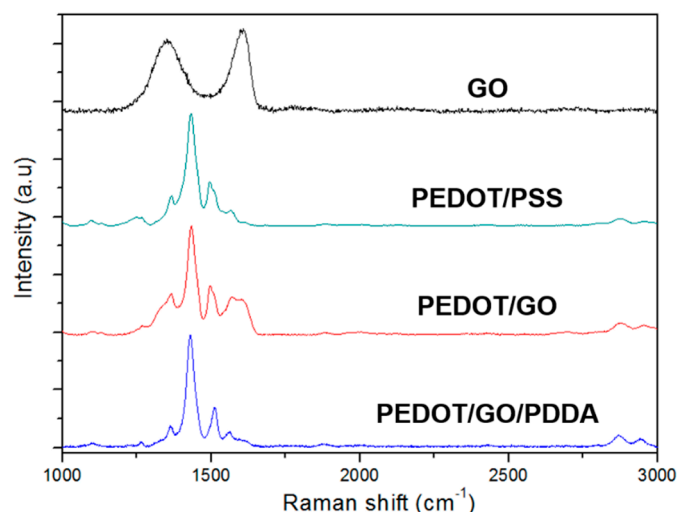 GO
PEDOT/PSS
PEDOT/GO
PEDOT/GO/PDDA
Intensity (a.u)
1000 1500 2000 2500 3000
Raman shift (cm⁻¹)